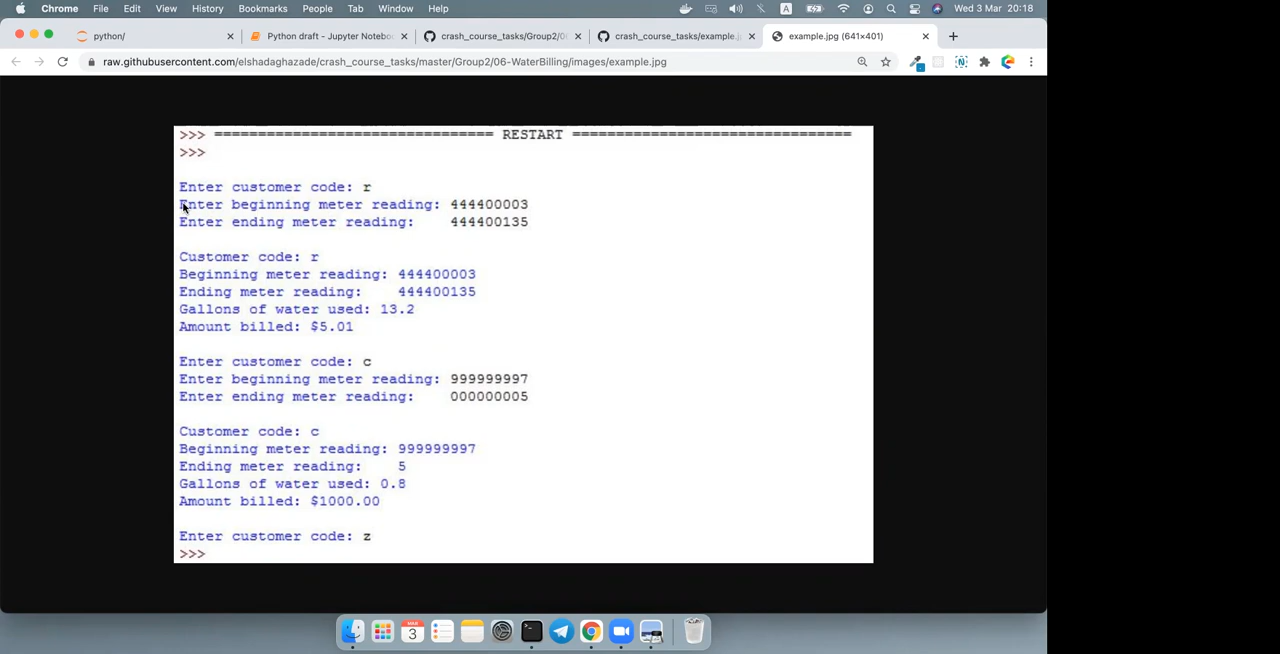 Chrome File Edit View History Bookmarks People Tab Window Help A Wed 3 Mar 20:18
python/ Python draft - Jupyter Notebo crash_course_tasks/Group2/0 crash_course_tasks/example.j example.jpg (641×401)
raw.githubusercontent.com/elshadaghazade/crash_course_tasks/master/Group2/06-WaterBilling/images/example.jpg
>>> ================================ RESTART ================================
>>>
Enter customer code: r
Enter beginning meter reading: 444400003
Enter ending meter reading: 444400135
Customer code: r
Beginning meter reading: 444400003
Ending meter reading: 444400135
Gallons of water used: 13.2
Amount billed: $5.01
Enter customer code: c
Enter beginning meter reading: 999999997
Enter ending meter reading: 000000005
Customer code: c
Beginning meter reading: 999999997
Ending meter reading: 5
Gallons of water used: 0.8
Amount billed: $1000.00
Enter customer code: z
>>>
MAR
3